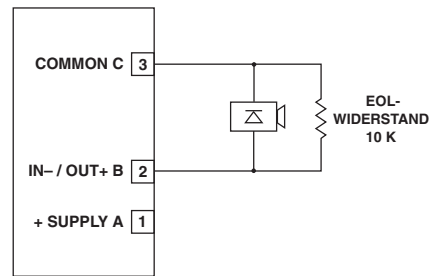 COMMON C 3
EOL-
WIDERSTAND
10 K
IN– / OUT+ B 2
+ SUPPLY A 1